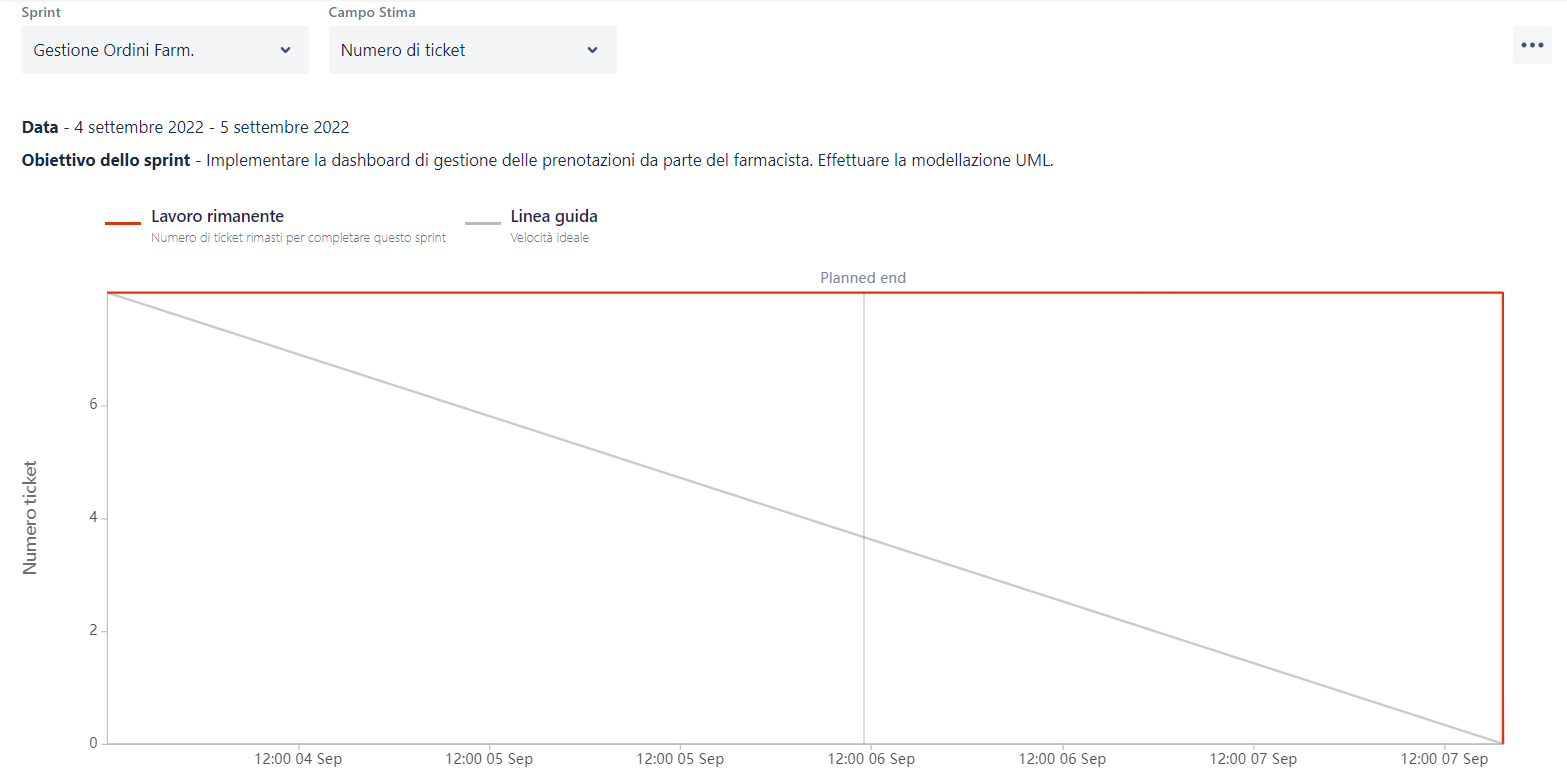 Sprint Campo Stima
Gestione Ordini Farm. Numero di ticket
Data - 4 settembre 2022 - 5 settembre 2022
Obiettivo dello sprint - Implementare la dashboard di gestione delle prenotazioni da parte del farmacista. Effettuare la modellazione UML.
Lavoro rimanente Linea guida
Numero di ticket rimasti per completare questo sprint Velocità ideale
Planned end
6
4
2
0
Numero ticket
12:00 04 Sep 12:00 05 Sep 12:00 05 Sep 12:00 06 Sep 12:00 06 Sep 12:00 07 Sep 12:00 07 Sep